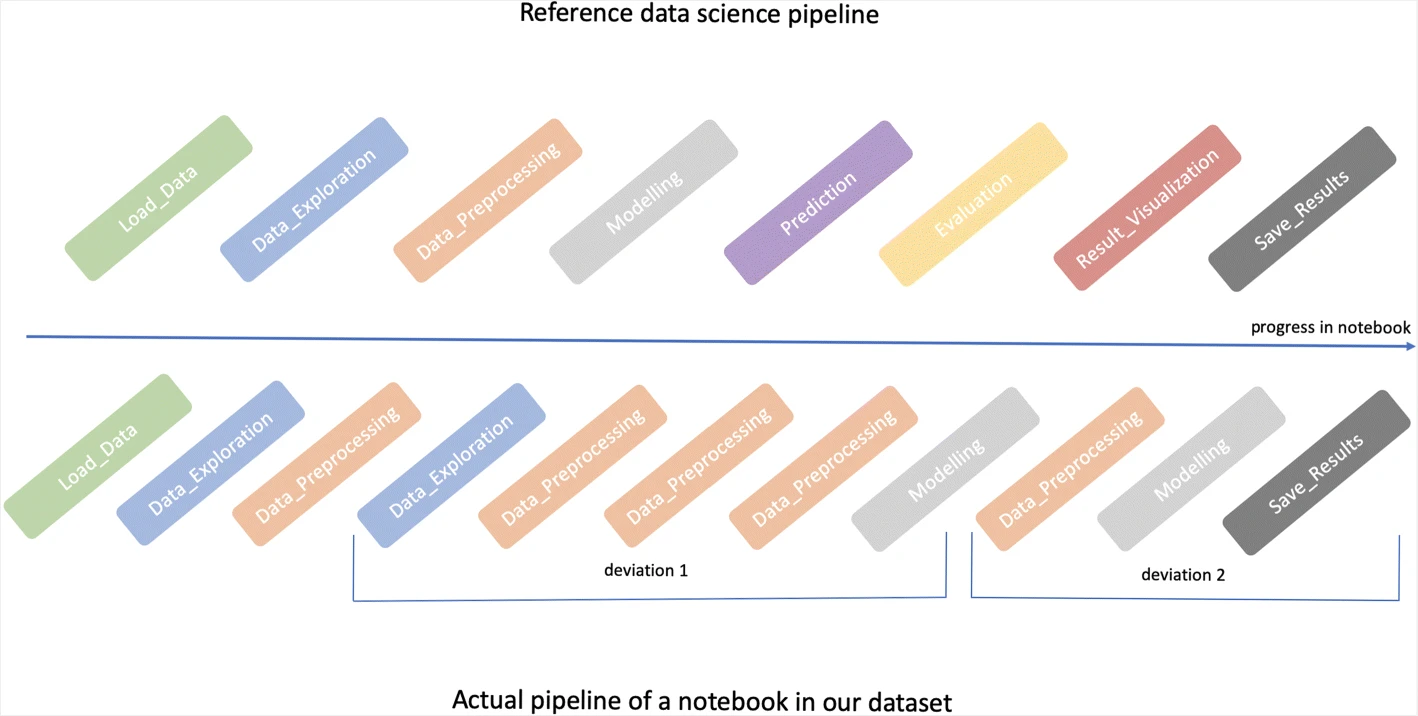 Reference data science pipeline
Load_Data
Data_Exploration
Data_Preprocessing
Modelling
Prediction
Evaluation
Result_Visualization
Save_Results
progress in notebook
Load_Data
Data_Exploration
Data_Preprocessing
Data_Exploration
Data_Preprocessing
Data_Preprocessing
Data_Preprocessing
Modelling
Data_Preprocessing
Modelling
Save_Results
deviation 1
deviation 2
Actual pipeline of a notebook in our dataset